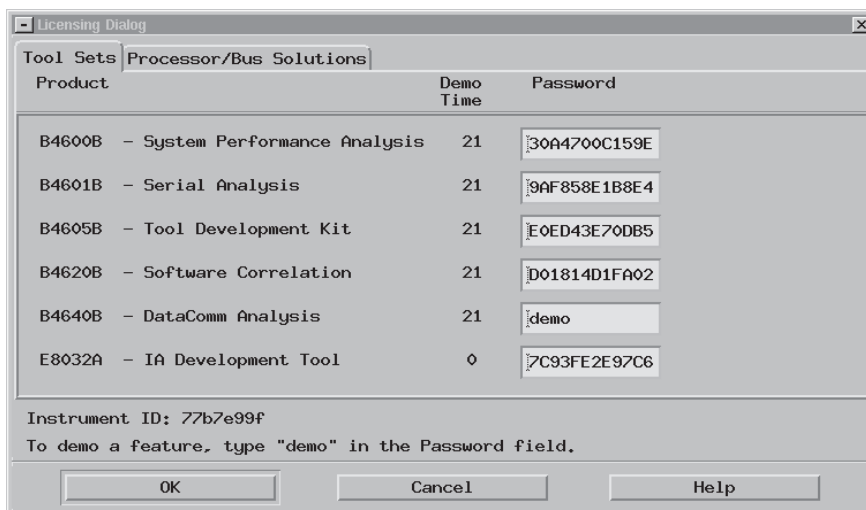 Licensing Dialog
Tool Sets Processor/Bus Solutions
Product Demo Time Password
B4600B - System Performance Analysis 21 30A4700C159E
B4601B - Serial Analysis 21 9AF858E1B8E4
B4605B - Tool Development Kit 21 E0ED43E70DB5
B4620B - Software Correlation 21 D01814D1FA02
B4640B - DataComm Analysis 21 demo
E8032A - IA Development Tool 0 7C93FE2E97C6
Instrument ID: 77b7e99f
To demo a feature, type "demo" in the Password field.
OK Cancel Help